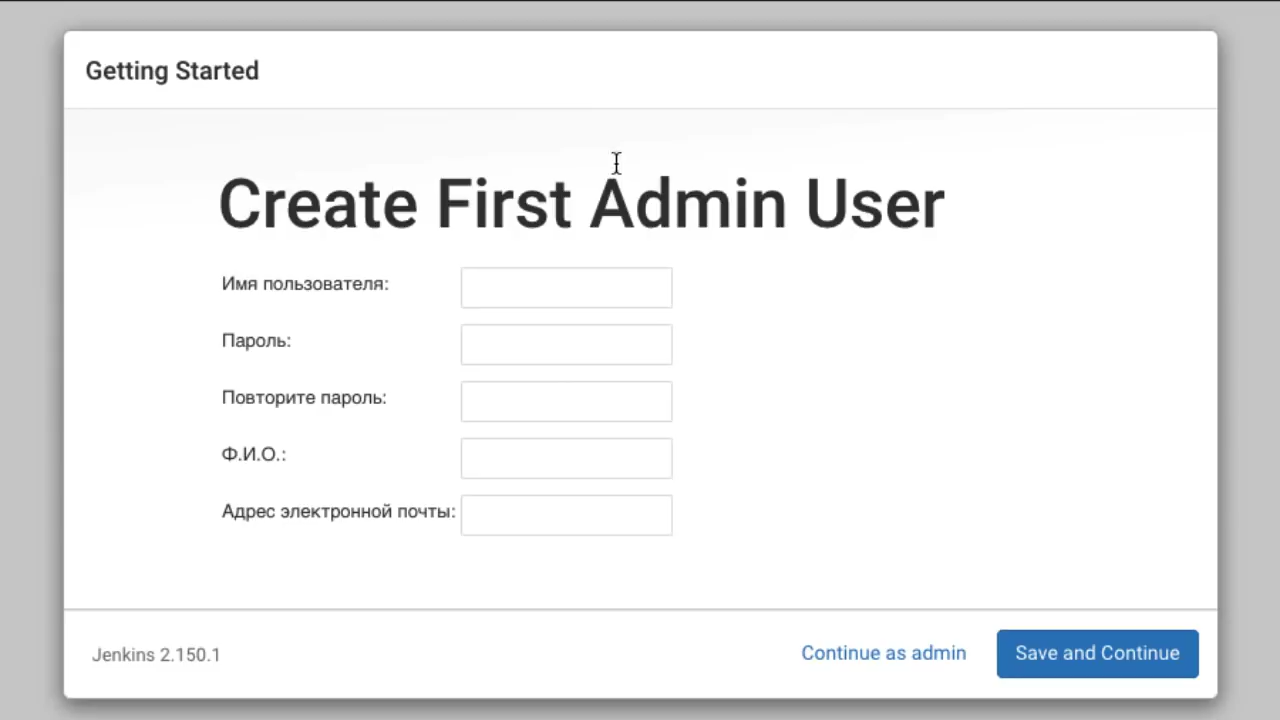 Getting Started
Create First Admin User
Имя пользователя:
Пароль:
Повторите пароль:
Ф.И.О.:
Адрес электронной почты:
Jenkins 2.150.1
Continue as admin
Save and Continue